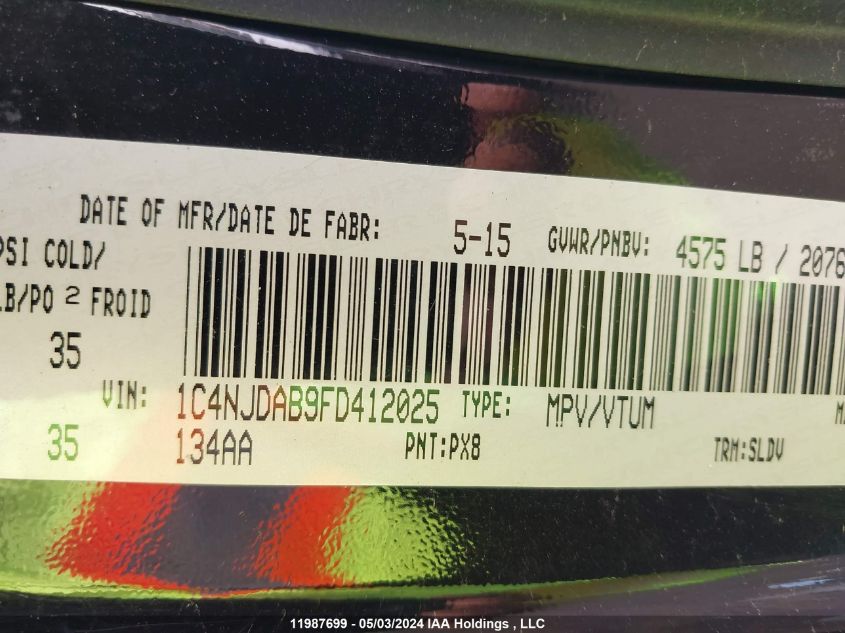 DATE OF MFR/DATE DE FABR: 5-15 GVWR/PNBV: 4575 LB / 2076
PSI COLD/
LB/PO 2 FROID
35
VIN: 1C4NJDAB9FD412025 TYPE: MPV/VTUM
35 134AA PNT:PX8 TRM:SLDV
11987699 - 05/03/2024 IAA Holdings , LLC